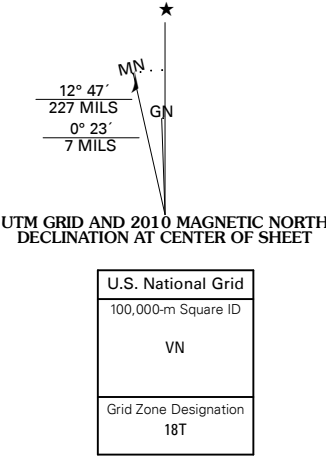 ★
MN
GN
12° 47´
227 MILS
0° 23´
7 MILS
UTM GRID AND 2010 MAGNETIC NORTH
DECLINATION AT CENTER OF SHEET
U.S. National Grid
100,000-m Square ID
VN
Grid Zone Designation
18T